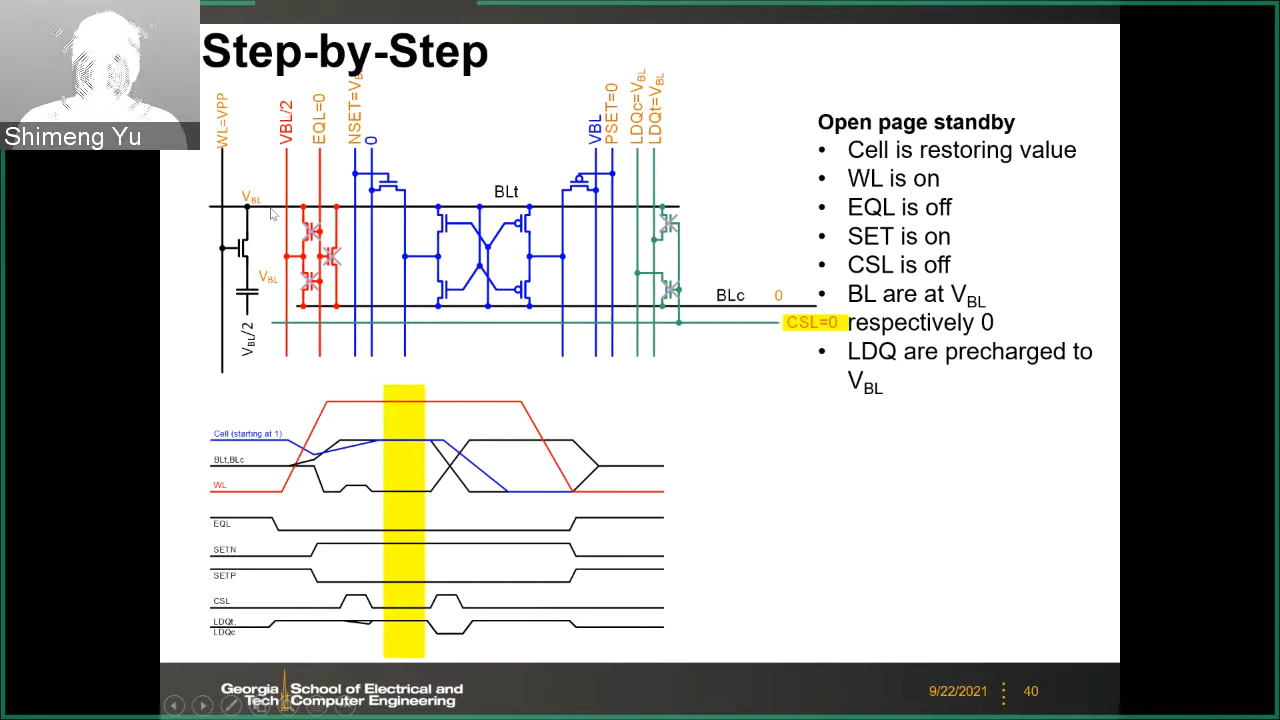 Step-by-Step
Shimeng Yu
WL=VPP
VBL/2
EQL=0
NSET=VB
0
VBL
PSET=0
LDQc=VBL
LDQt=VBL
VBL
BLt
VBL
BLc
0
VBL/2
CSL=0
Open page standby
• Cell is restoring value
• WL is on
• EQL is off
• SET is on
• CSL is off
• BL are at VBL
respectively 0
• LDQ are precharged to
VBL
Cell (starting at 1)
BLt,BLc
WL
EQL
SETN
SETP
CSL
LDQt,
LDQc
Georgia Tech
School of Electrical and
Computer Engineering
9/22/2021
40